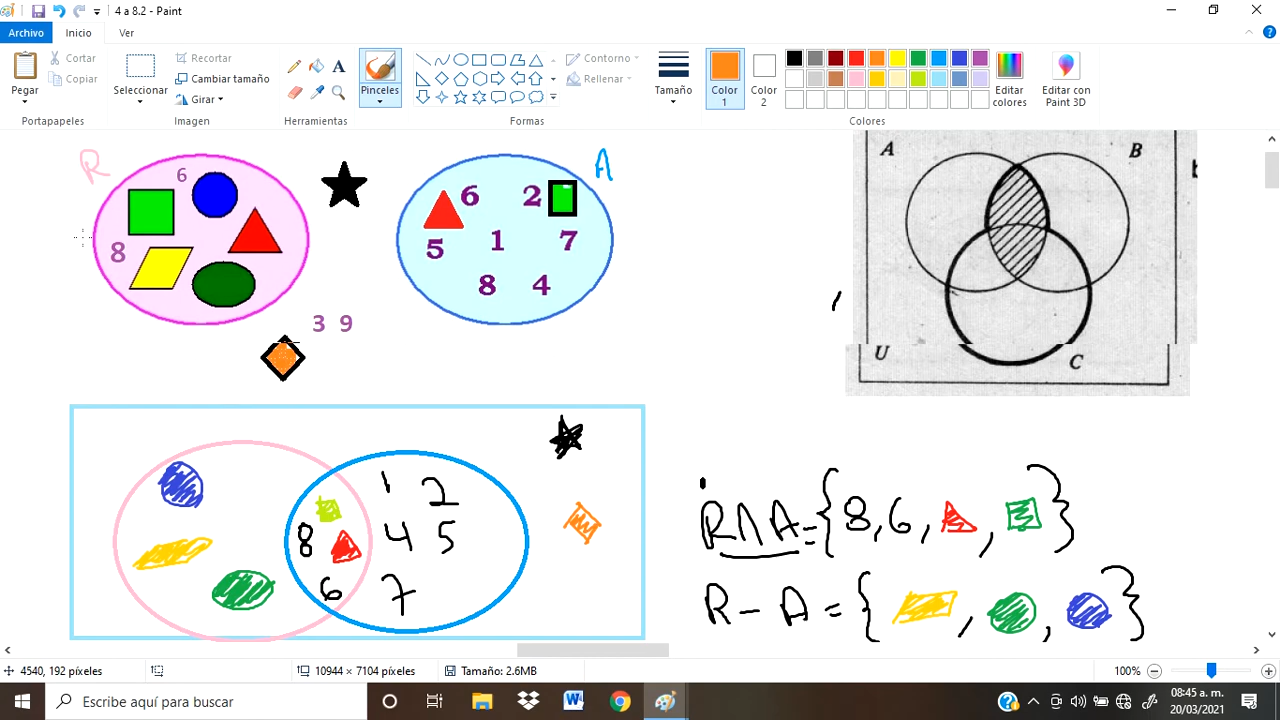 4 a 8.2 - Paint
Archivo Inicio Ver
Pegar
Cortar
Copiar
Portapapeles
Seleccionar
Recortar
Cambiar tamaño
Girar
Imagen
A
Herramientas
Pinceles
Contorno
Rellenar
Formas
Tamaño
Color 1
Color 2
Editar colores
Editar con Paint 3D
Colores
R
6
8
A
6 2
5 1 7
8 4
3 9
A B
U C
1 2
8 4 5
6 7
R∩A={8,6, , }
R - A = { , , }
4540, 192 píxeles
10944 × 7104 píxeles
Tamaño: 2.6MB
100%
Escribe aquí para buscar
08:45 a. m.
20/03/2021